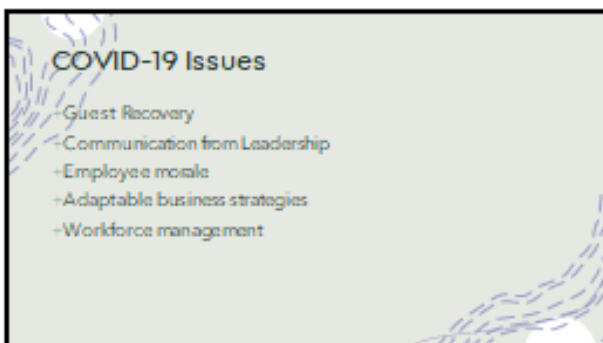 COVID-19 Issues
+Guest Recovery
+Communication from Leadership
+Employee morale
+Adaptable business strategies
+Workforce management